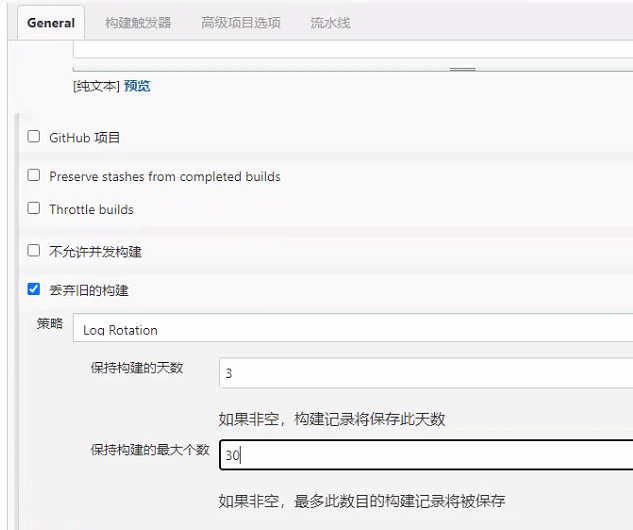 General 构建触发器 高级项目选项 流水线
[纯文本] 预览
GitHub 项目
Preserve stashes from completed builds
Throttle builds
不允许并发构建
丢弃旧的构建
策略 Log Rotation
保持构建的天数 3
如果非空，构建记录将保存此天数
保持构建的最大个数 30
如果非空，最多此数目的构建记录将被保存